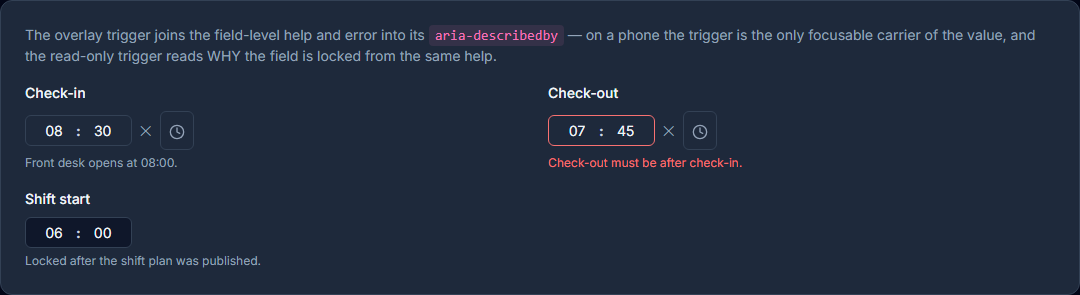 The overlay trigger joins the field-level help and error into its aria-describedby — on a phone the trigger is the only focusable carrier of the value, and
the read-only trigger reads WHY the field is locked from the same help.
Check-in
08 : 30
Front desk opens at 08:00.
Check-out
07 : 45
Check-out must be after check-in.
Shift start
06 : 00
Locked after the shift plan was published.